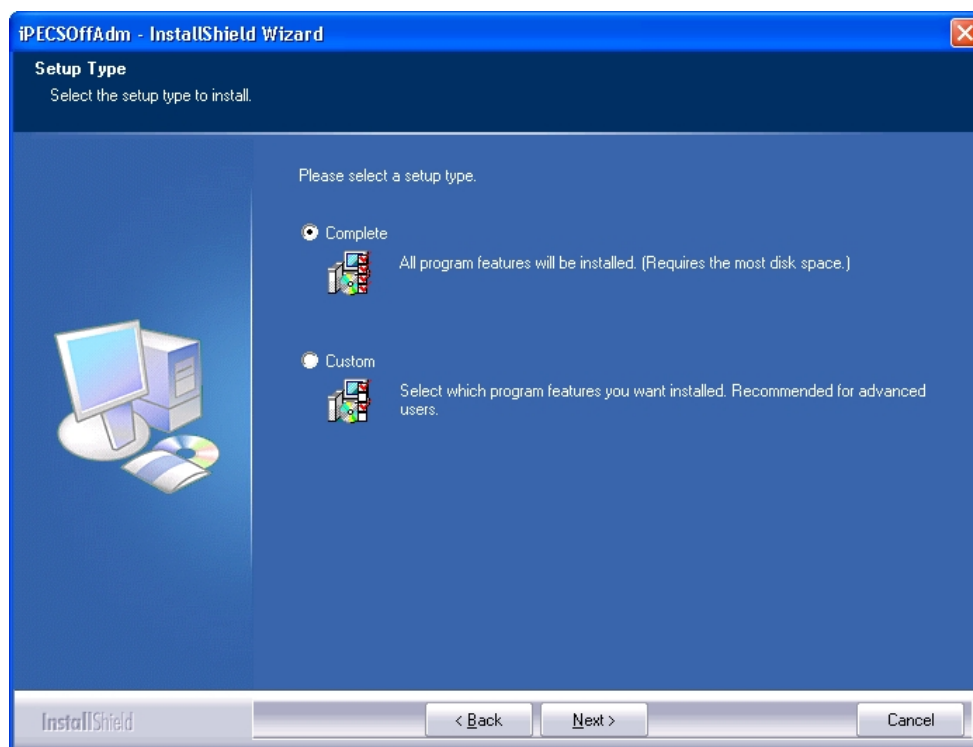 iPECSOffAdm - InstallShield Wizard
Setup Type
Select the setup type to install.
Please select a setup type.
Complete
All program features will be installed. (Requires the most disk space.)
Custom
Select which program features you want installed. Recommended for advanced
users.
InstallShield
< Back
Next >
Cancel